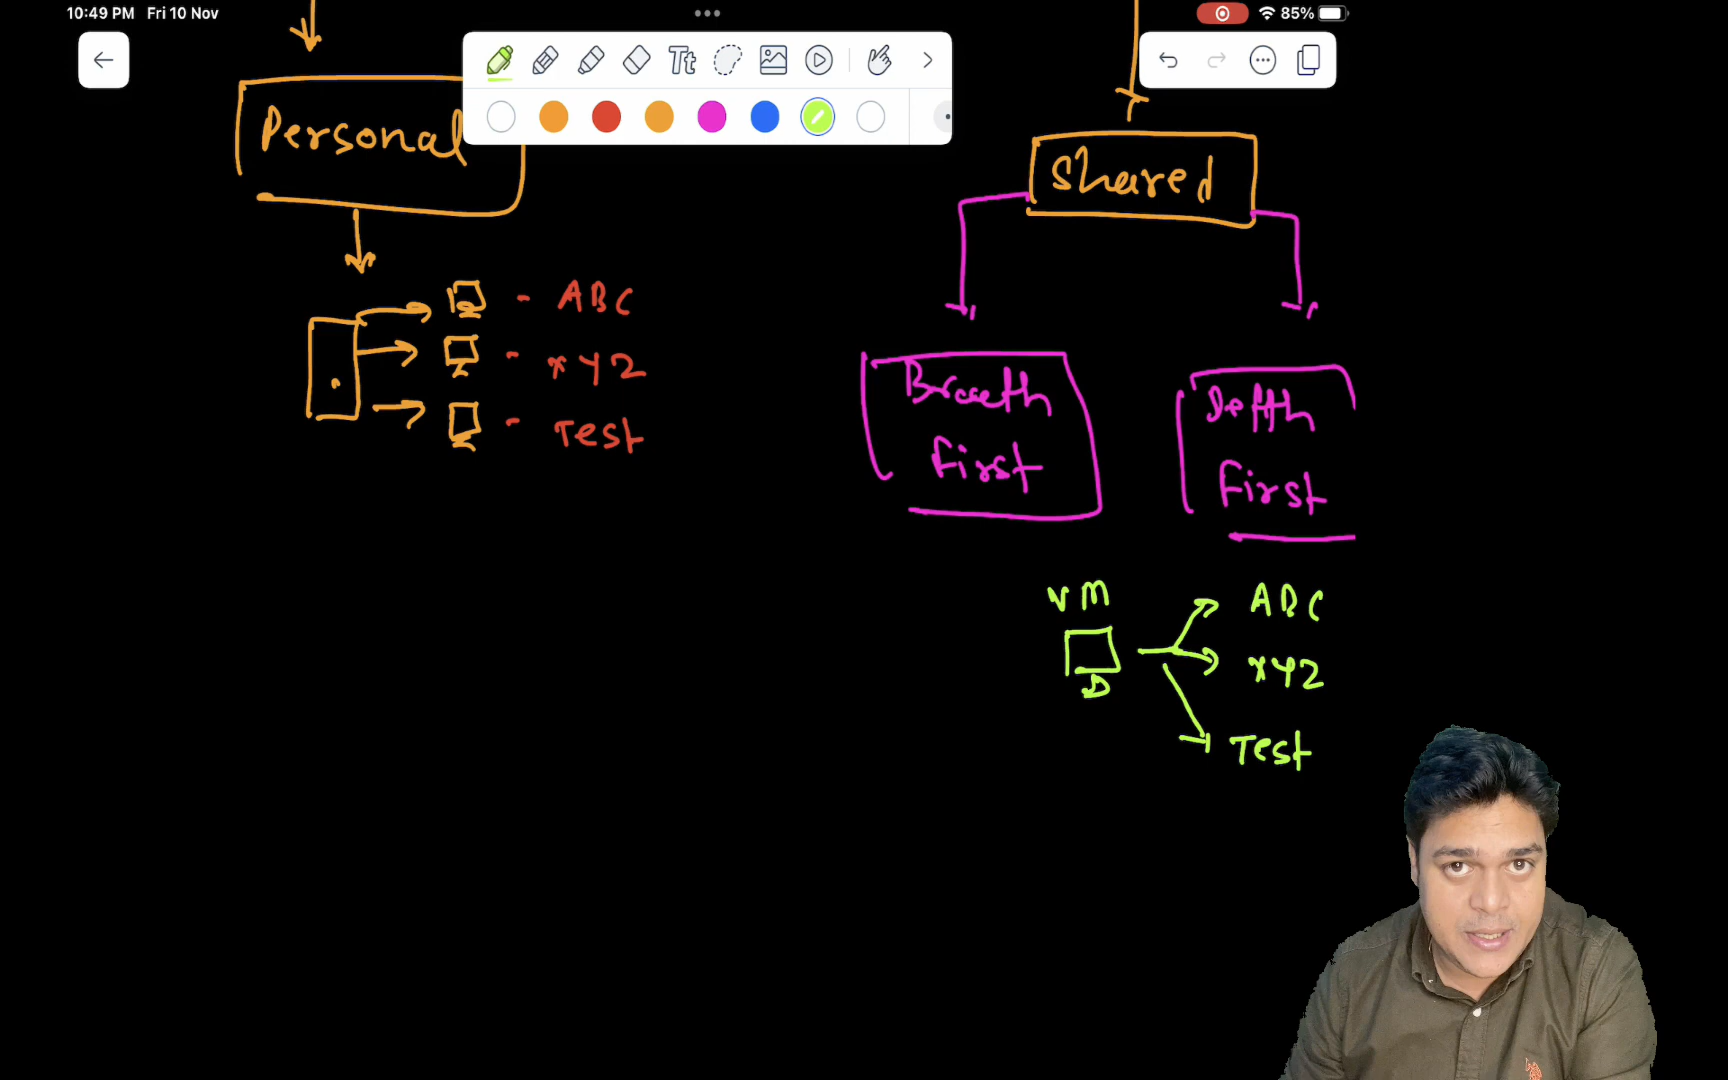 10:49 PM Fri 10 Nov
85%
Tt
Personal
Shared
- ABC
- XYZ
- Test
Breath
First
Depth
First
VM
ABC
XYZ
Test